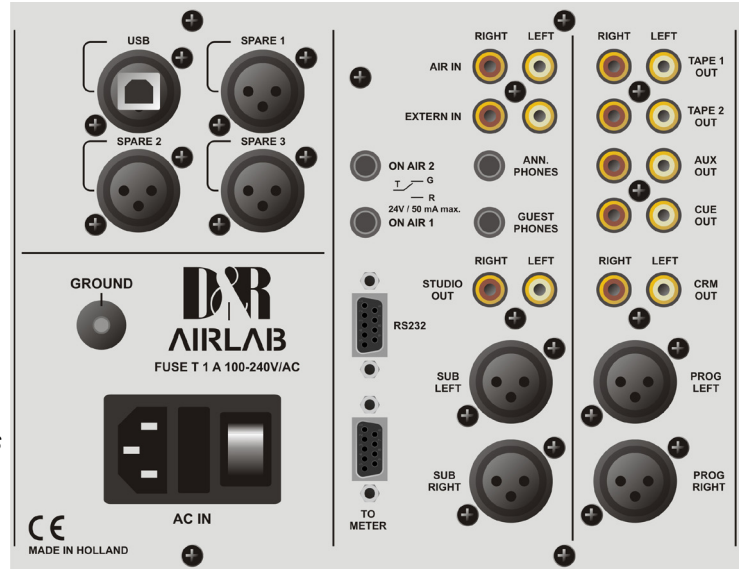 USB
SPARE 1
SPARE 2
SPARE 3
GROUND
D&R
AIRLAB
FUSE T 1 A 100-240V/AC
AC IN
CE
MADE IN HOLLAND
RIGHT LEFT
AIR IN
EXTERN IN
ON AIR 2
T G
R
24V / 50 mA max.
ON AIR 1
ANN.
PHONES
GUEST
PHONES
RIGHT LEFT
STUDIO
OUT
RS232
SUB
LEFT
SUB
RIGHT
TO
METER
RIGHT LEFT
TAPE 1
OUT
TAPE 2
OUT
AUX
OUT
CUE
OUT
RIGHT LEFT
CRM
OUT
PROG
LEFT
PROG
RIGHT